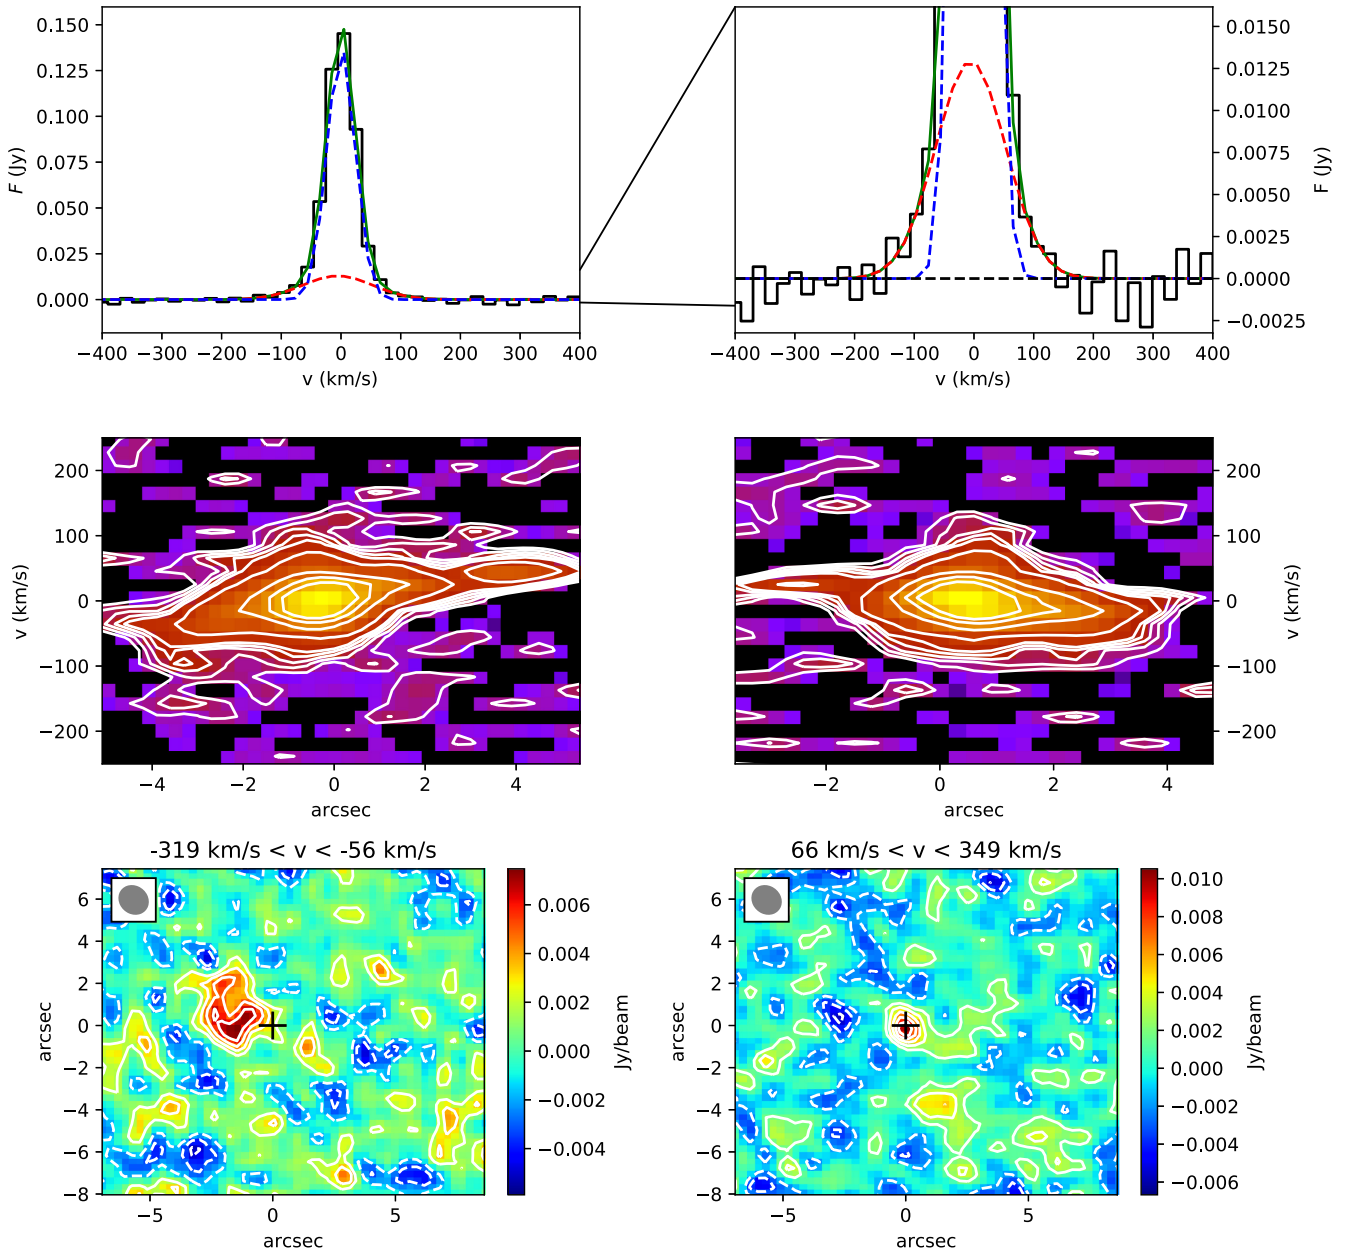 0.150
0.125
0.100
0.075
0.050
0.025
0.000
F (Jy)
−400 −300 −200 −100 0 100 200 300 400
v (km/s)
0.0150
0.0125
0.0100
0.0075
0.0050
0.0025
0.0000
−0.0025
F (Jy)
−400 −300 −200 −100 0 100 200 300 400
v (km/s)
200
100
0
−100
−200
v (km/s)
−4 −2 0 2 4
arcsec
200
100
0
−100
−200
v (km/s)
−2 0 2 4
arcsec
-319 km/s < v < -56 km/s
6
4
2
0
−2
−4
−6
−8
arcsec
−5 0 5
arcsec
0.006
0.004
0.002
0.000
−0.002
−0.004
Jy/beam
66 km/s < v < 349 km/s
6
4
2
0
−2
−4
−6
−8
arcsec
−5 0 5
arcsec
0.010
0.008
0.006
0.004
0.002
0.000
−0.002
−0.004
−0.006
Jy/beam